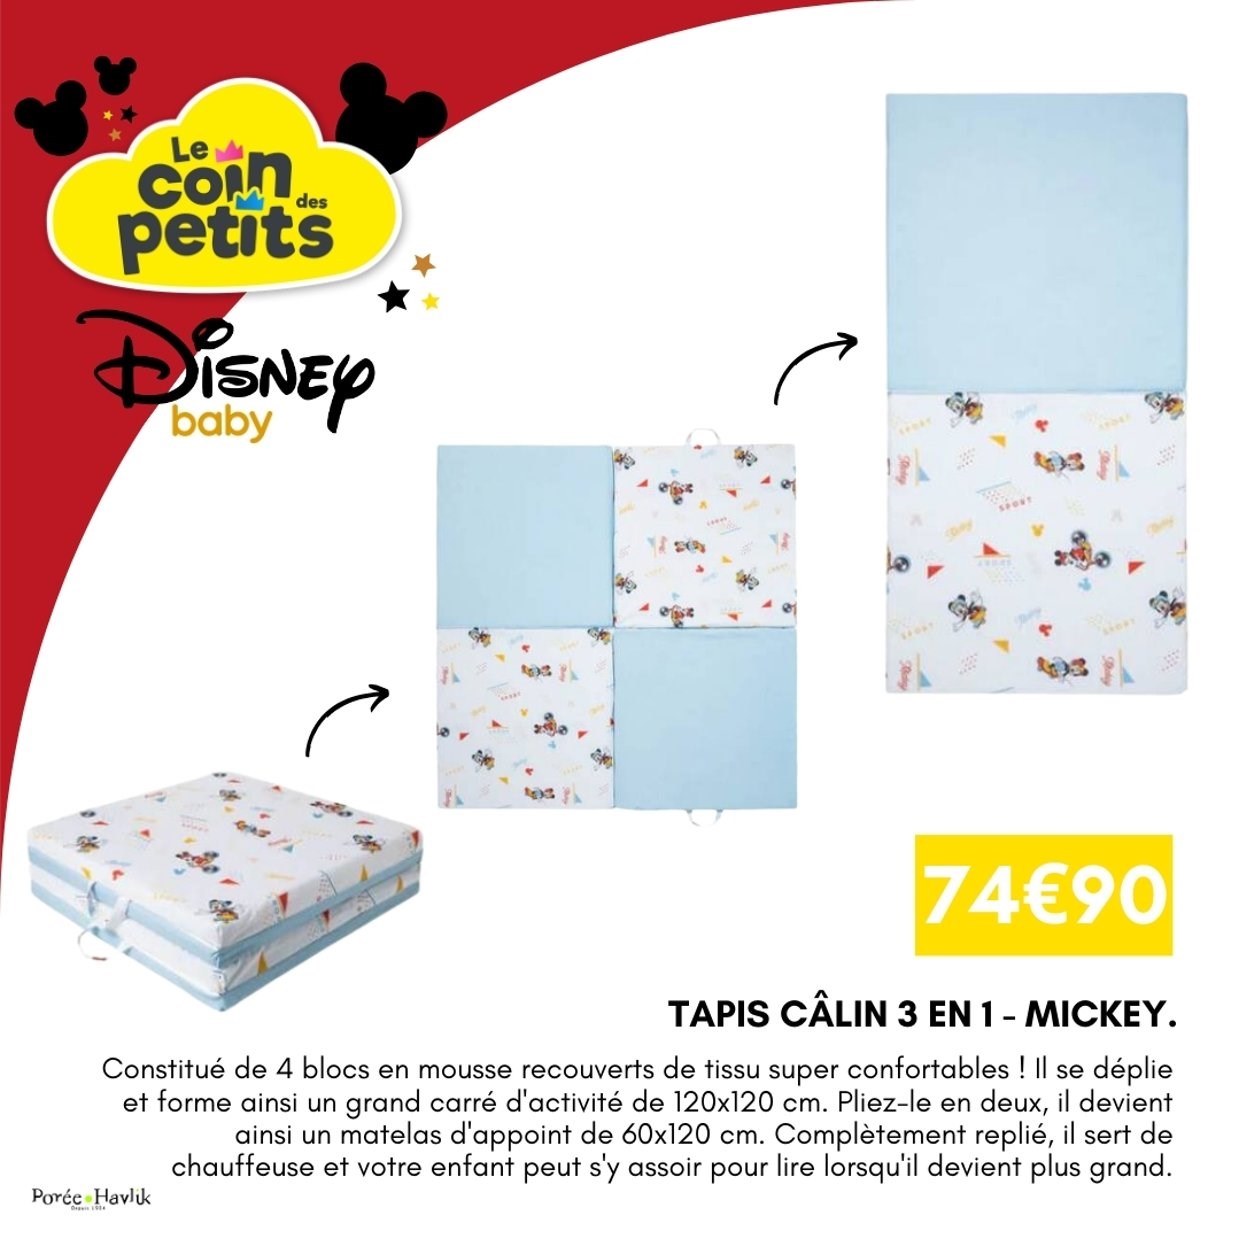 Le
coin
des
petits
Disney
baby
74€90
TAPIS CÂLIN 3 EN 1 - MICKEY.
Constitué de 4 blocs en mousse recouverts de tissu super confortables ! Il se déplie
et forme ainsi un grand carré d'activité de 120x120 cm. Pliez-le en deux, il devient
ainsi un matelas d'appoint de 60x120 cm. Complètement replié, il sert de
chauffeuse et votre enfant peut s'y assoir pour lire lorsqu'il devient plus grand.
Porée Havlik